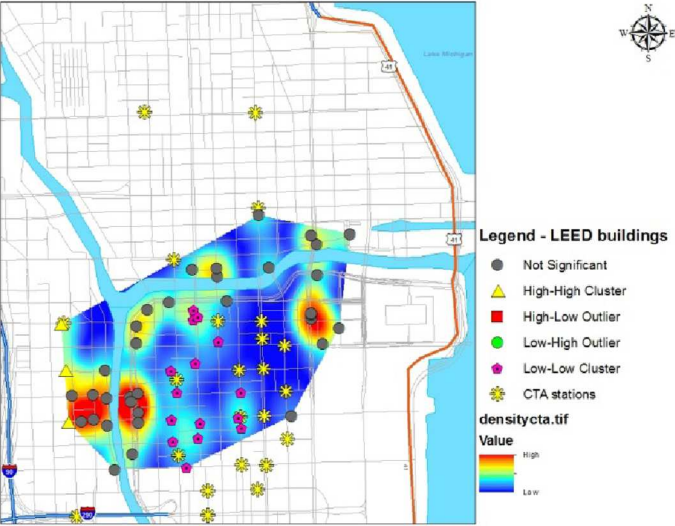 N
W E
S
Lake Michigan
41
41
Legend - LEED buildings
Not Significant
High-High Cluster
High-Low Outlier
Low-High Outlier
Low-Low Cluster
CTA stations
densitycta.tif
Value
High
Low
90
290